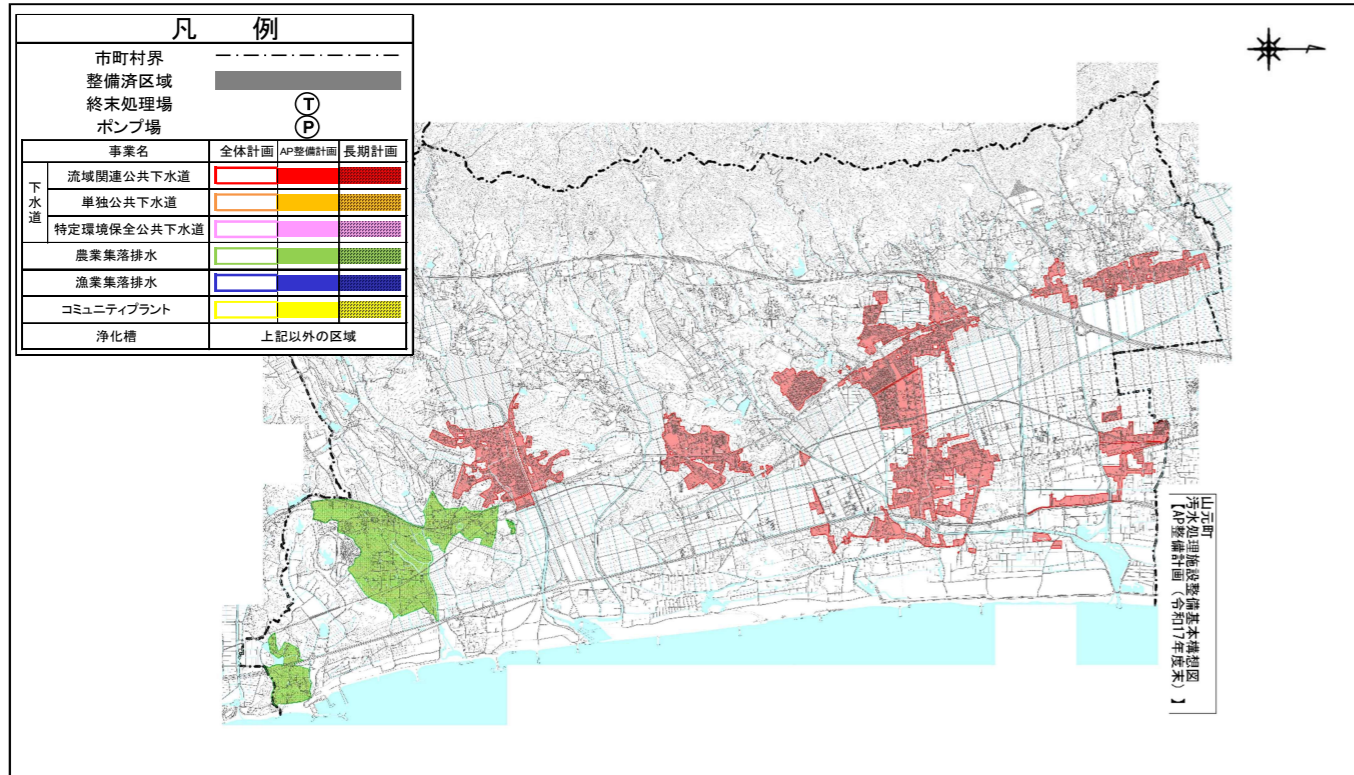 凡 例
市町村界
整備済区域
終末処理場 T
ポンプ場 P
事業名 全体計画 AP整備計画 長期計画
下水道
流域関連公共下水道
単独公共下水道
特定環境保全公共下水道
農業集落排水
漁業集落排水
コミュニティプラント
浄化槽 上記以外の区域
山元町
汚水処理施設整備基本構想図
【AP整備計画（令和17年度末）】